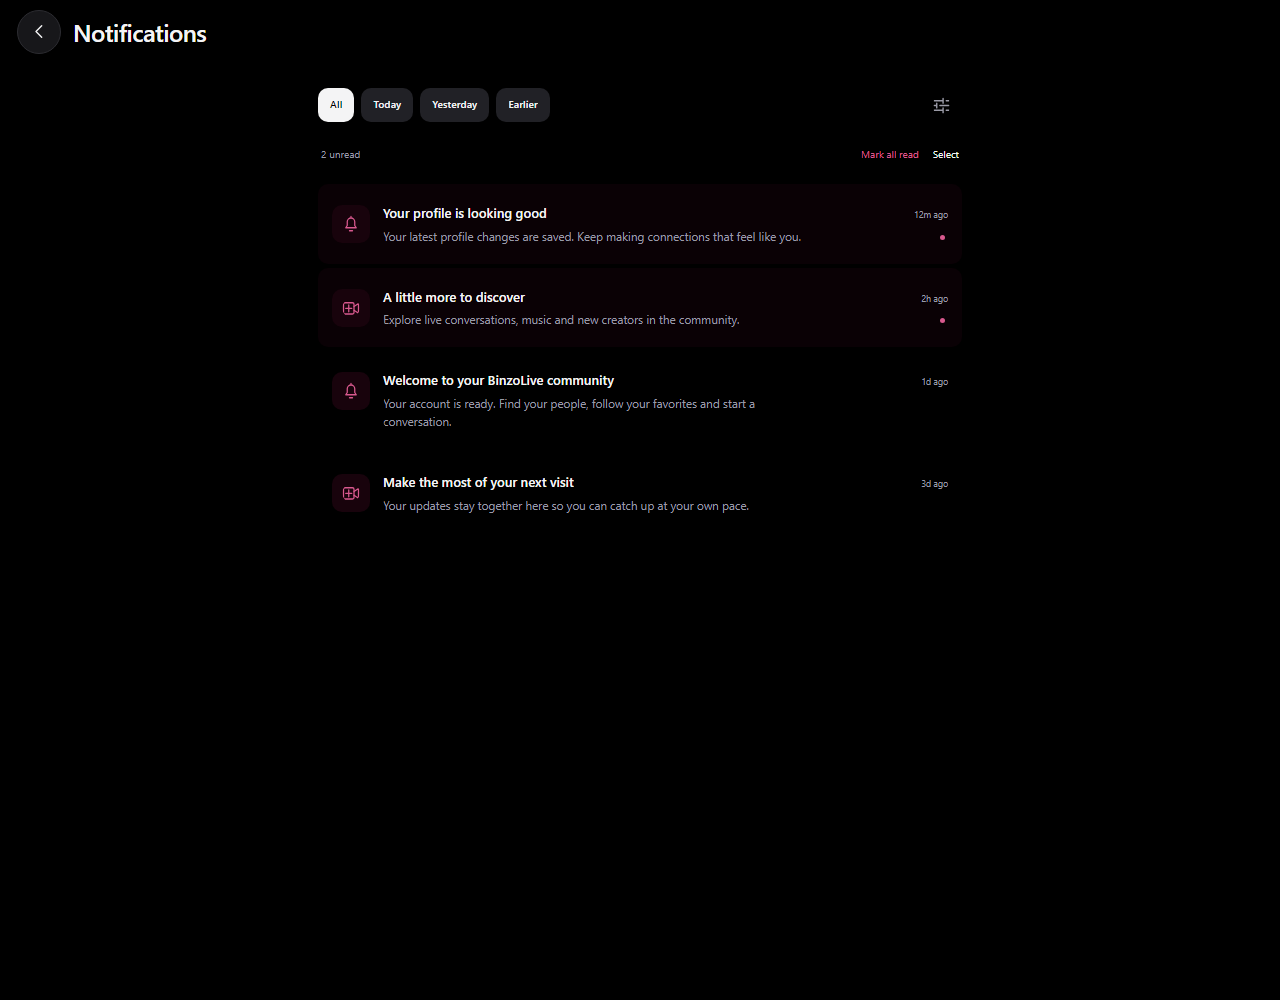 Notifications
All Today Yesterday Earlier
2 unread Mark all read Select
Your profile is looking good 12m ago
Your latest profile changes are saved. Keep making connections that feel like you.
A little more to discover 2h ago
Explore live conversations, music and new creators in the community.
Welcome to your BinzoLive community 1d ago
Your account is ready. Find your people, follow your favorites and start a
conversation.
Make the most of your next visit 3d ago
Your updates stay together here so you can catch up at your own pace.